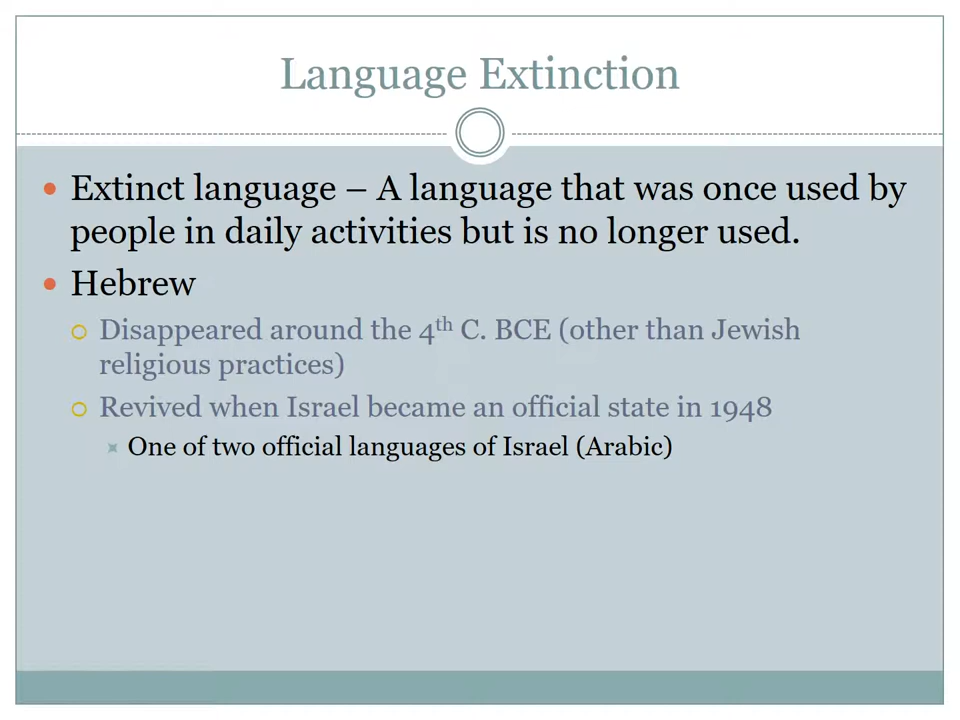 Language Extinction
• Extinct language – A language that was once used by
people in daily activities but is no longer used.
• Hebrew
Disappeared around the 4th C. BCE (other than Jewish
religious practices)
Revived when Israel became an official state in 1948
One of two official languages of Israel (Arabic)